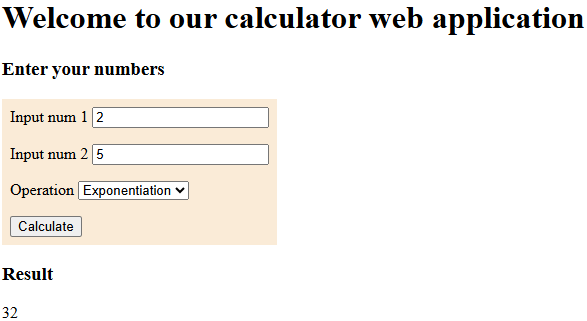 Welcome to our calculator web application
Enter your numbers
Input num 1 2
Input num 2 5
Operation Exponentiation
Calculate
Result
32